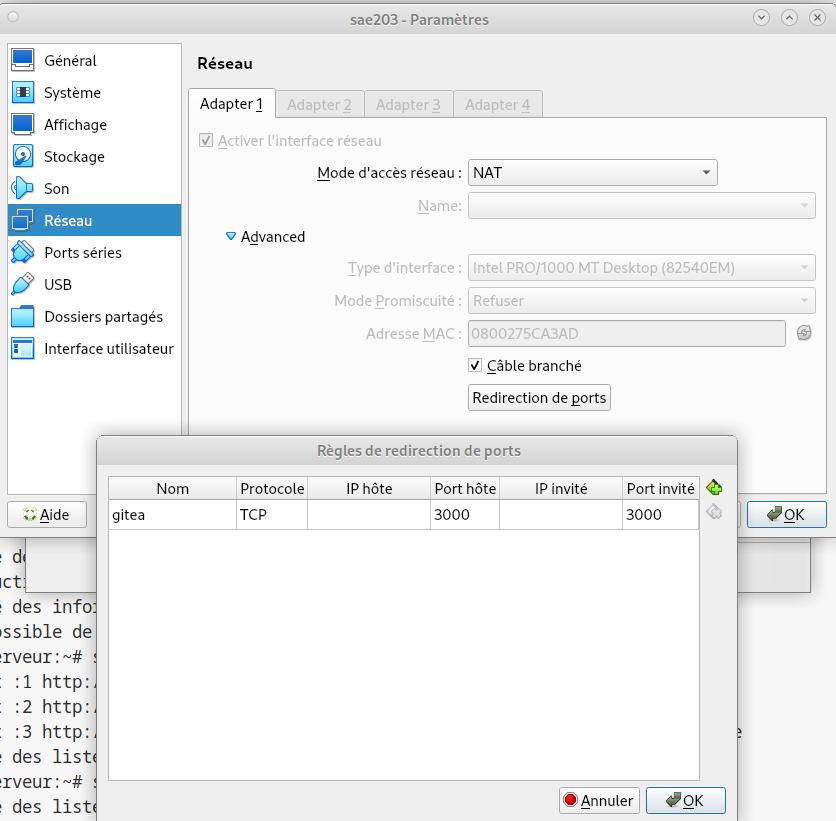 sae203 - Paramètres
Général
Système
Affichage
Stockage
Son
Réseau
Ports séries
USB
Dossiers partagés
Interface utilisateur
Réseau
Adapter 1 Adapter 2 Adapter 3 Adapter 4
Activer l'interface réseau
Mode d'accès réseau : NAT
Name:
Advanced
Type d'interface : Intel PRO/1000 MT Desktop (82540EM)
Mode Promiscuité : Refuser
Adresse MAC : 0800275CA3AD
Câble branché
Redirection de ports
Aide
OK
Règles de redirection de ports
Nom Protocole IP hôte Port hôte IP invité Port invité
gitea TCP 3000 3000
Annuler OK
e de
e des infor
ossible de
erveur:~# s
:1 http:
:2 http:
:3 http:
e
e des liste
erveur:~# s
e des liste